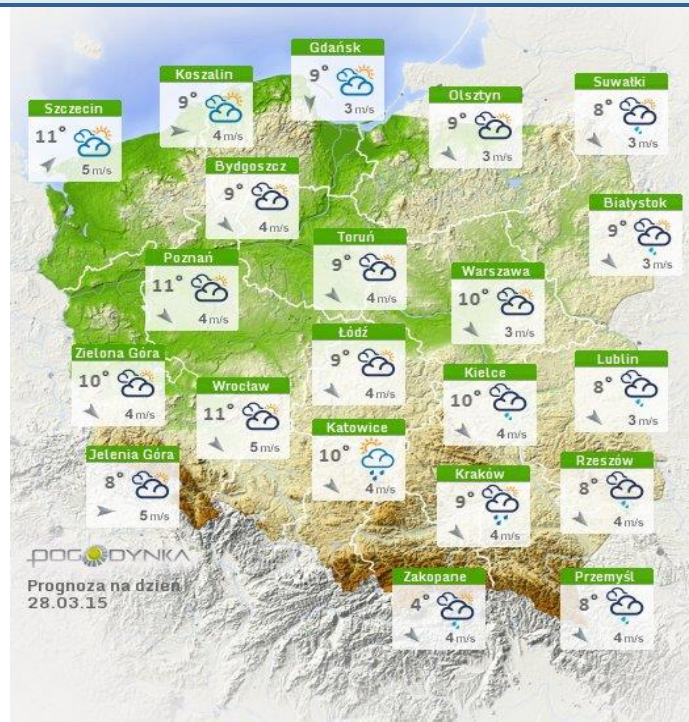 Gdańsk
9°
3 m/s
Koszalin
9°
4 m/s
Suwałki
8°
3 m/s
Olsztyn
9°
3 m/s
Szczecin
11°
5 m/s
Bydgoszcz
9°
4 m/s
Białystok
9°
3 m/s
Toruń
9°
4 m/s
Poznań
11°
4 m/s
Warszawa
10°
3 m/s
Łódź
9°
4 m/s
Zielona Góra
10°
4 m/s
Lublin
8°
3 m/s
Kielce
10°
4 m/s
Wrocław
11°
5 m/s
Katowice
10°
4 m/s
Jelenia Góra
8°
5 m/s
Rzeszów
8°
4 m/s
Kraków
9°
4 m/s
POGODYNKA
Prognoza na dzień
28.03.15
Zakopane
4°
4 m/s
Przemyśl
8°
4 m/s